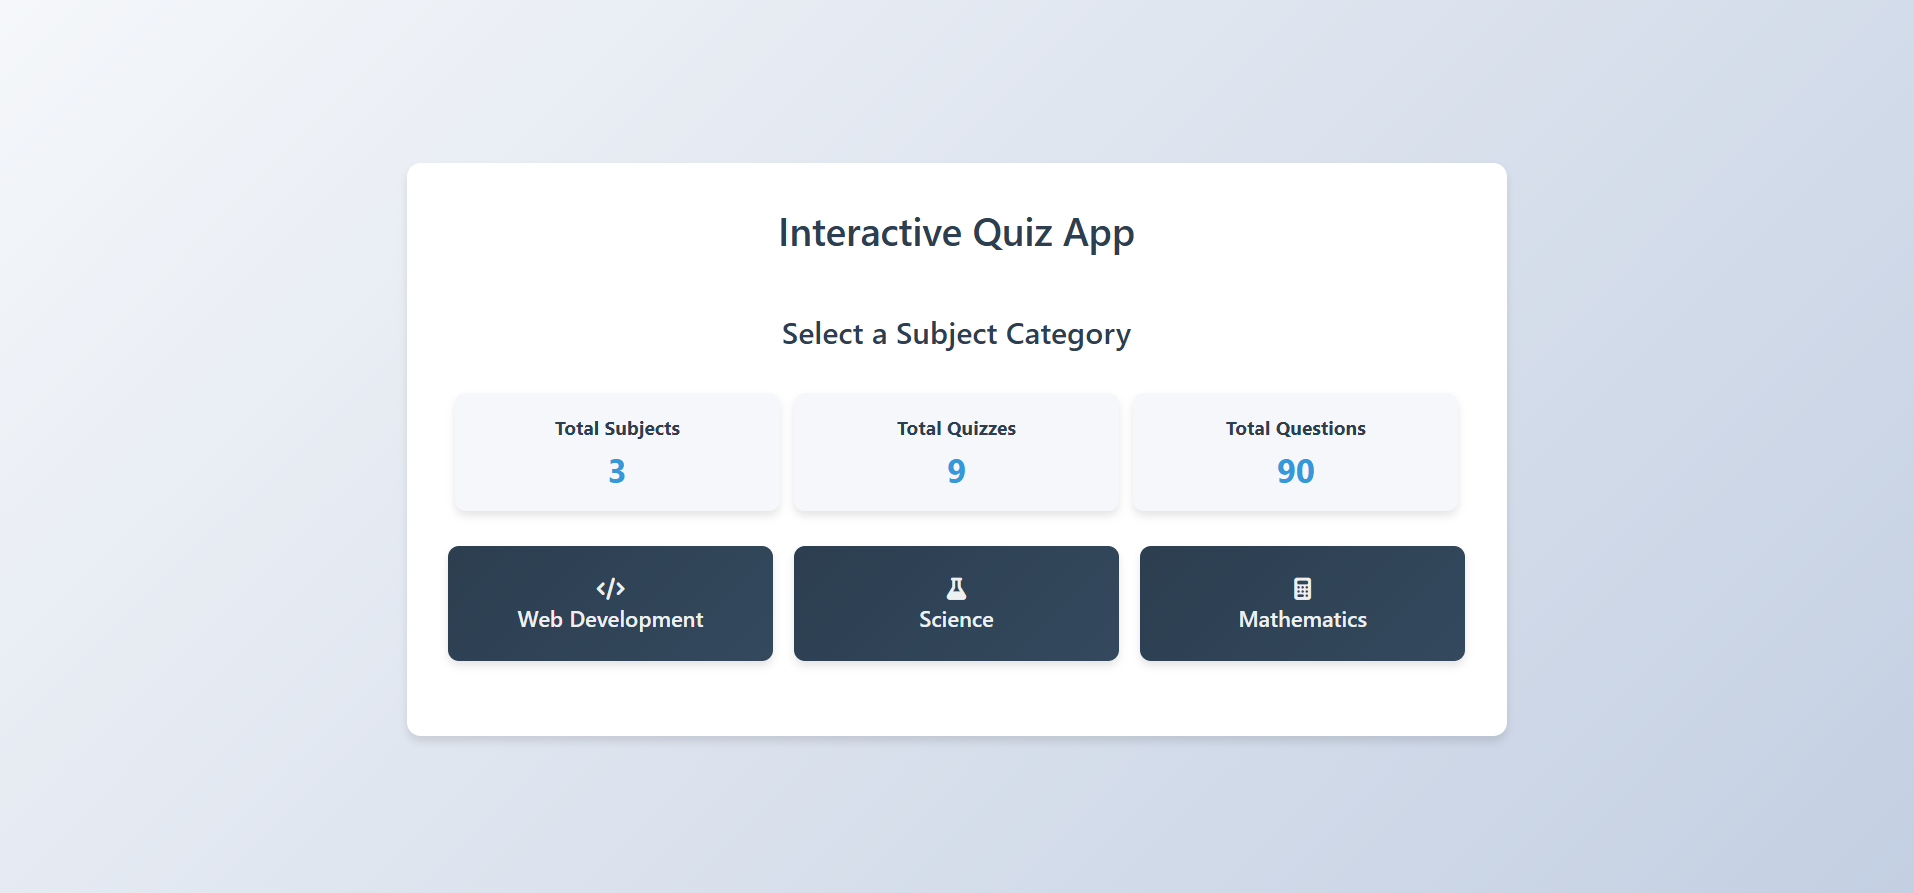 Interactive Quiz App
Select a Subject Category
Total Subjects
3
Total Quizzes
9
Total Questions
90
Web Development
Science
Mathematics